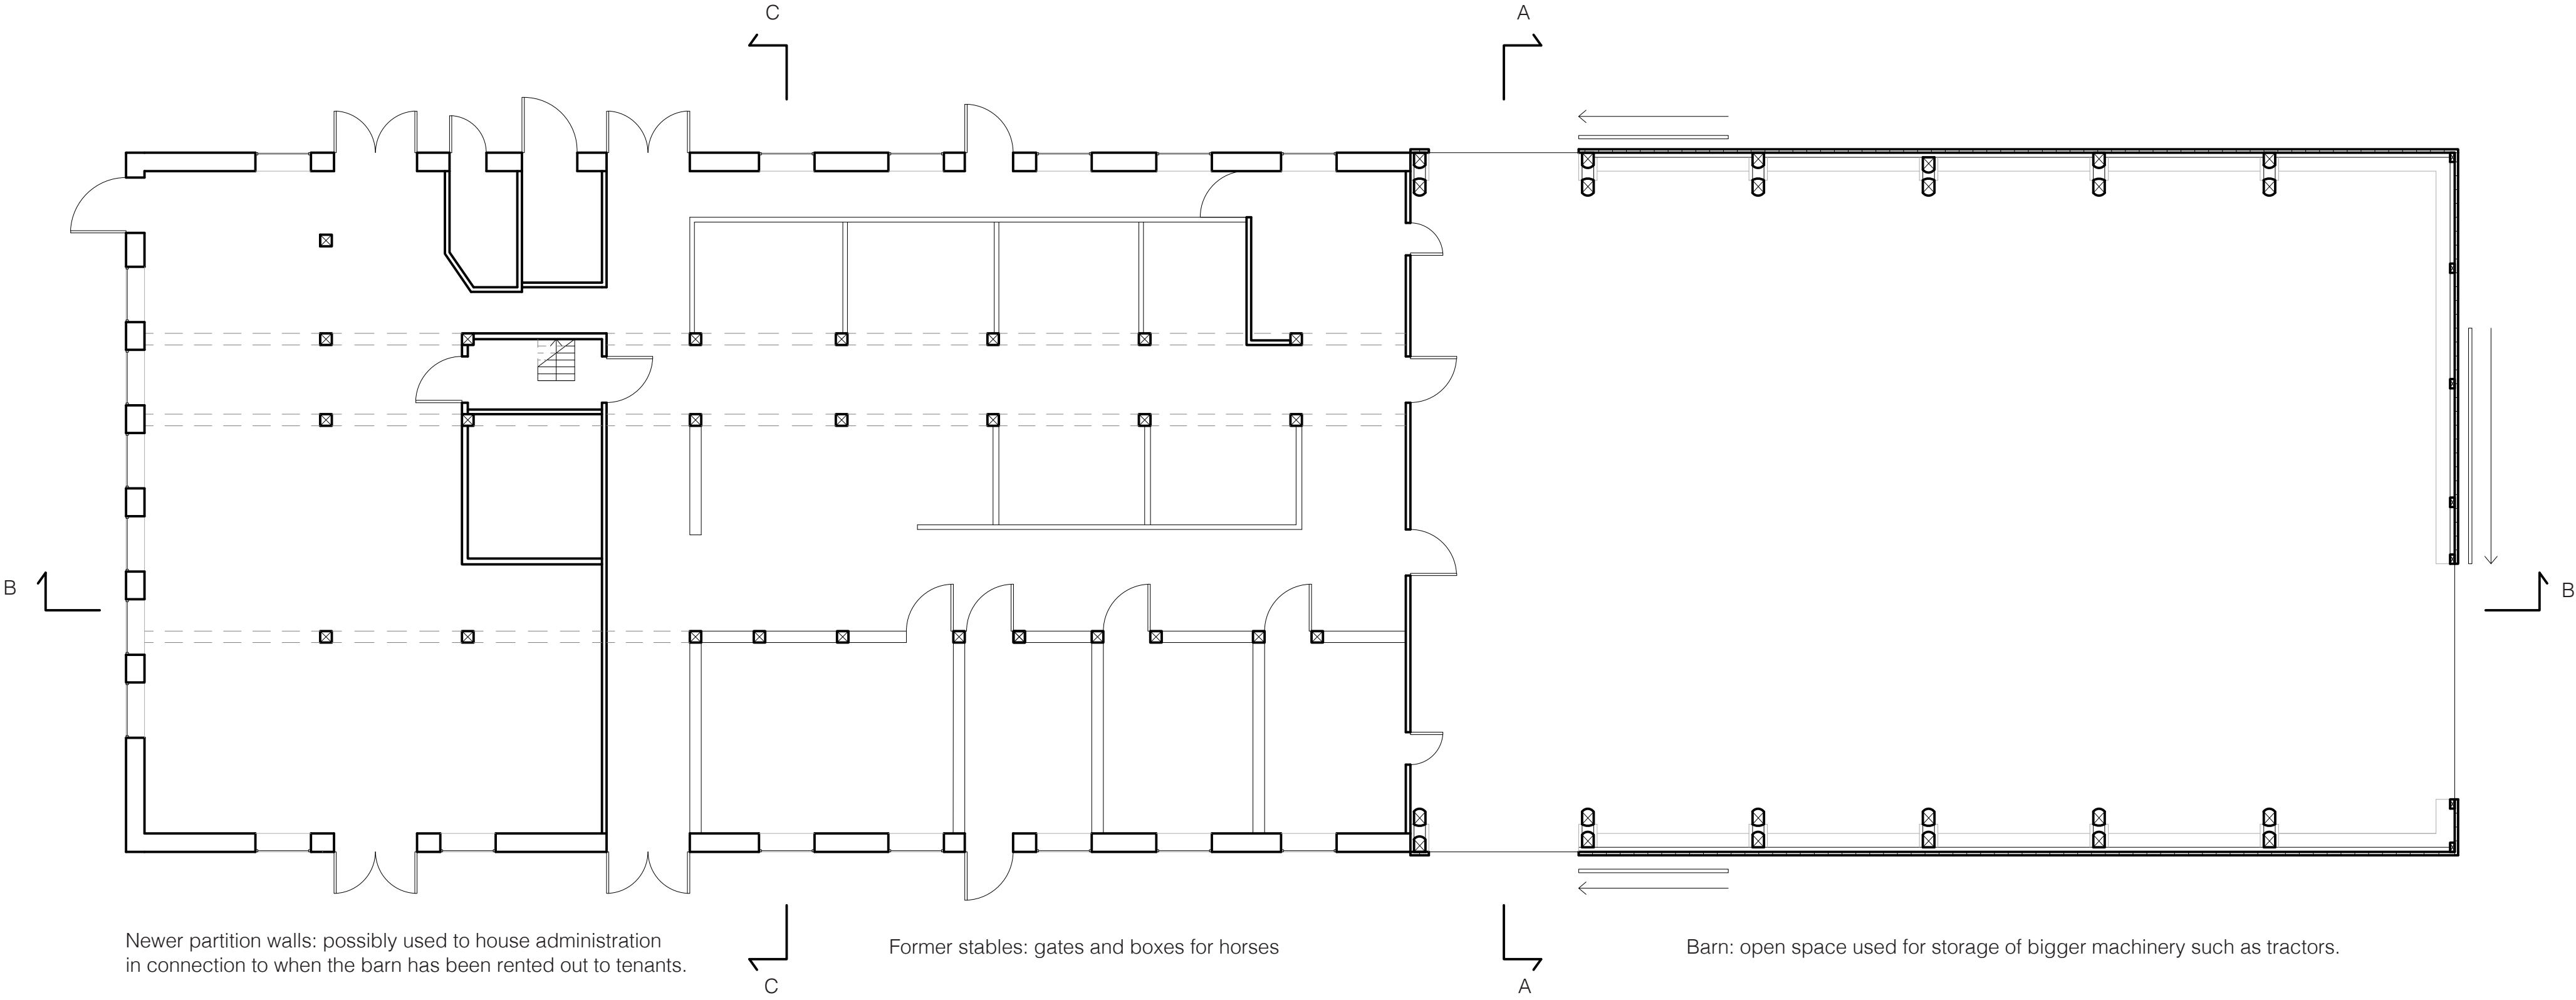 C
A
B
B
Newer partition walls: possibly used to house administration
in connection to when the barn has been rented out to tenants.
Former stables: gates and boxes for horses
Barn: open space used for storage of bigger machinery such as tractors.
C
A